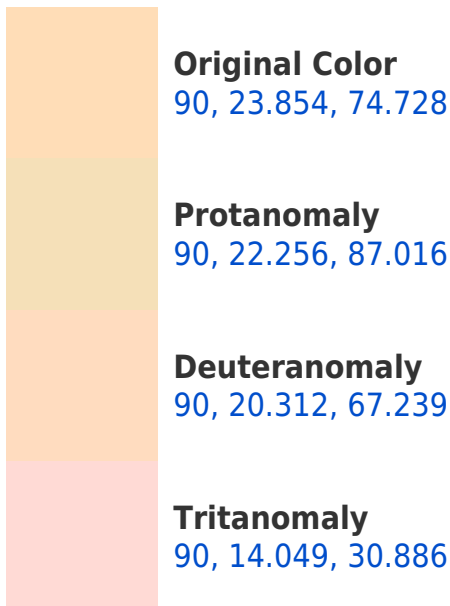 Original Color
90, 23.854, 74.728
Protanomaly
90, 22.256, 87.016
Deuteranomaly
90, 20.312, 67.239
Tritanomaly
90, 14.049, 30.886